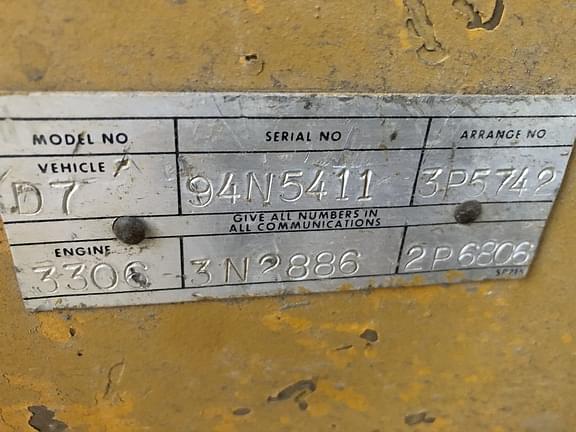 MODEL NO SERIAL NO ARRANGE NO
VEHICLE
D7 94N5411 3P5742
GIVE ALL NUMBERS IN
ALL COMMUNICATIONS
ENGINE
3306 3N2886 2P6806